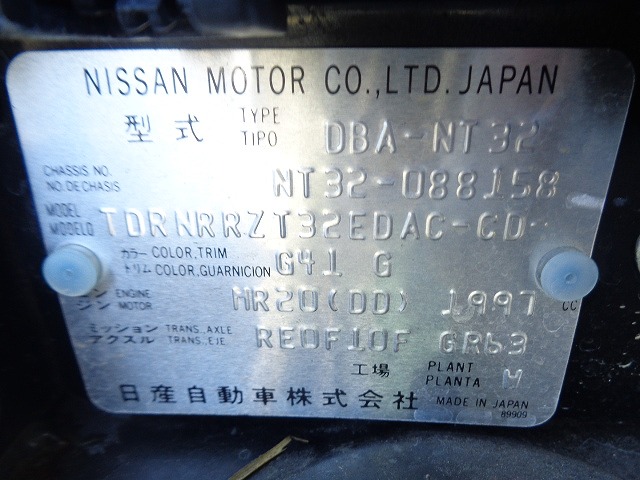 NISSAN MOTOR CO.,LTD. JAPAN
型式 TYPE TIPO DBA-NT32
CHASSIS NO. NO.DE CHASIS NT32-088158
MODEL MODELO TDRNRRZT32EDAC-CD-
カラー COLOR,TRIM トリム COLOR,GUARNICION G41 G
ジン ENGINE MOTOR MR20(DD) 1997 CC
ミッション TRANS.,AXLE アクスル TRANS.,EJE RE0F10F GR63
工場 PLANT PLANTA M
日産自動車株式会社 MADE IN JAPAN
89909